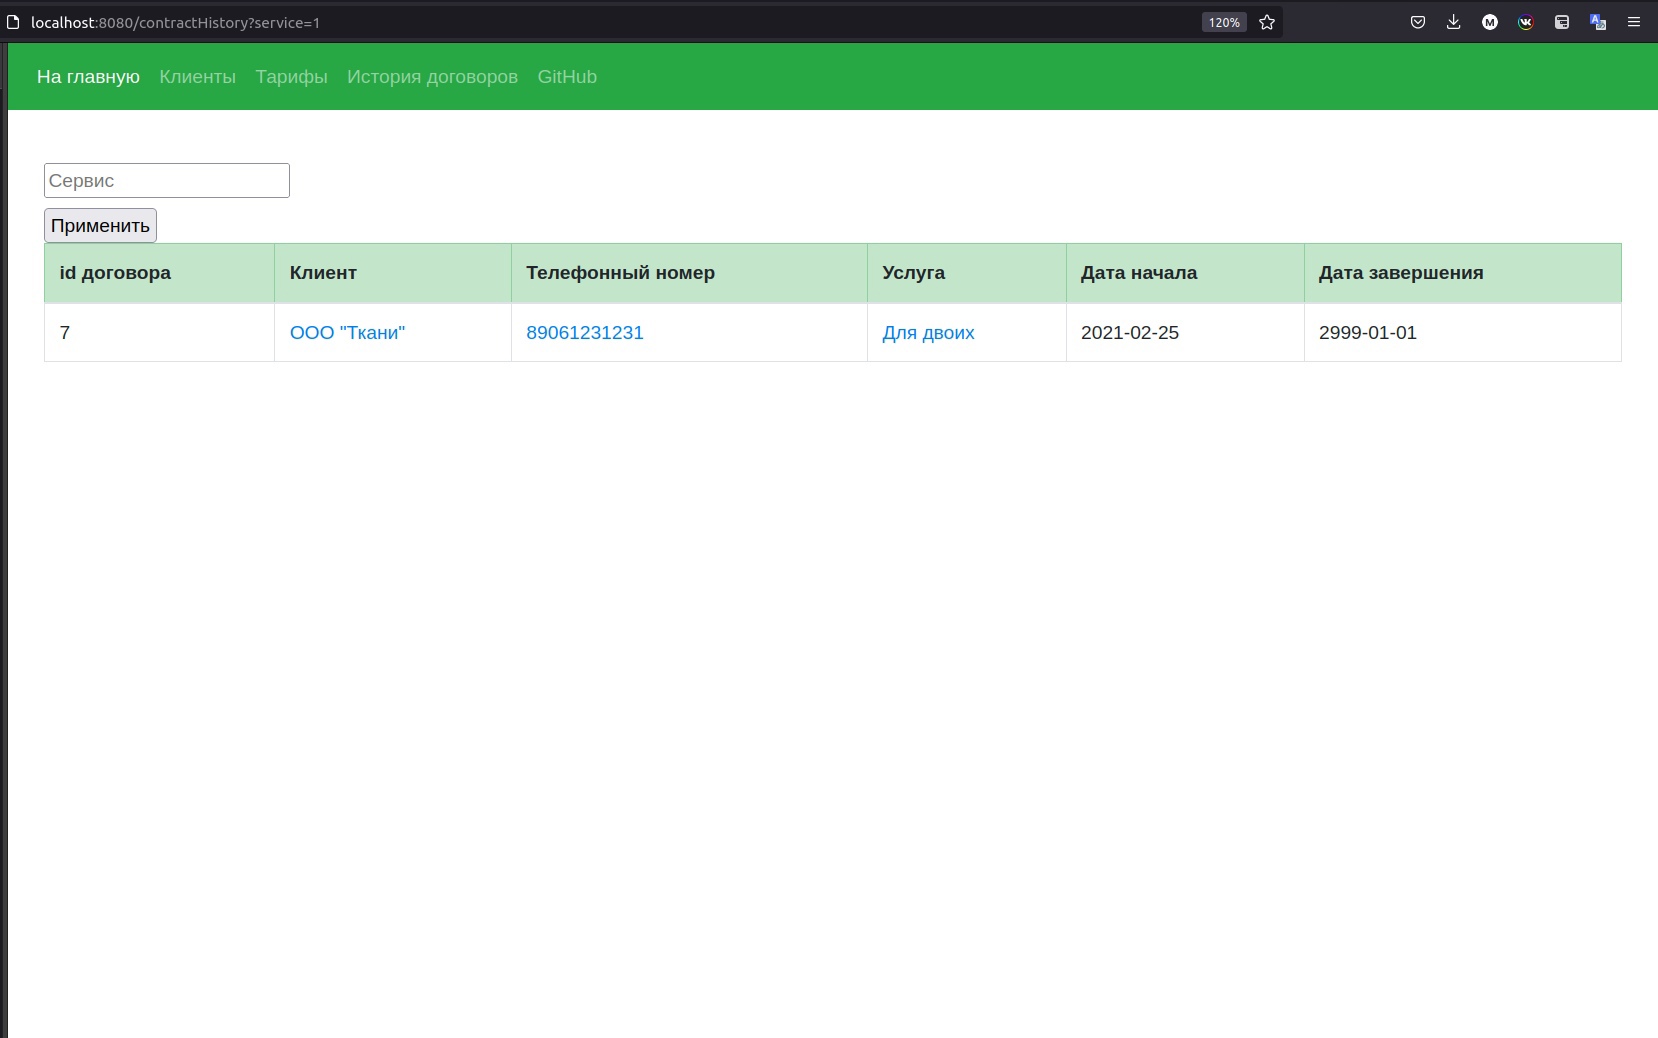 localhost:8080/contractHistory?service=1 120%
На главную Клиенты Тарифы История договоров GitHub
Сервис
Применить
id договора Клиент Телефонный номер Услуга Дата начала Дата завершения
7 ООО "Ткани" 89061231231 Для двоих 2021-02-25 2999-01-01